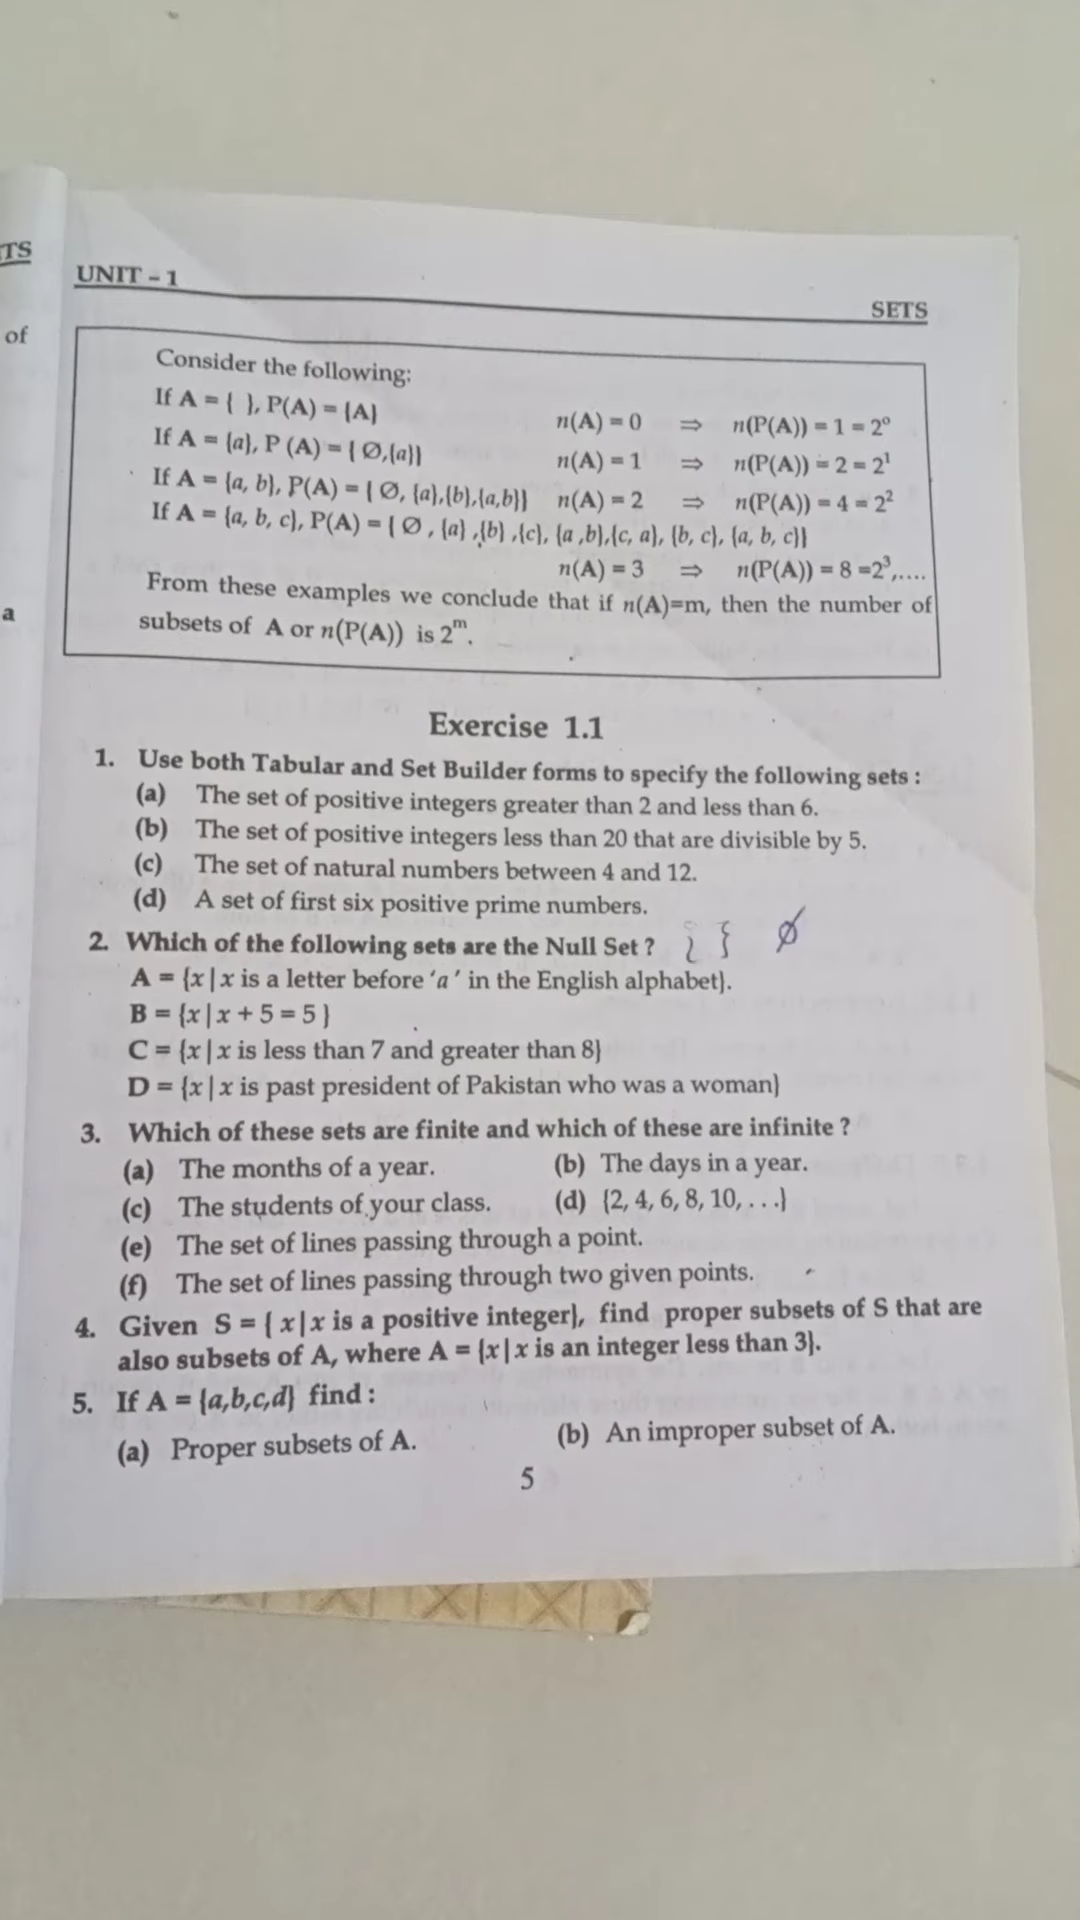 TS
of
a
UNIT – 1
SETS
Consider the following:
If A = { }, P(A) = {A} n(A) = 0 ⇒ n(P(A)) = 1 = 2⁰
If A = {a}, P (A) = { Ø,{a}} n(A) = 1 ⇒ n(P(A)) = 2 = 2¹
If A = {a, b}, P(A) = { Ø, {a},{b},{a,b}} n(A) = 2 ⇒ n(P(A)) = 4 = 2²
If A = {a, b, c}, P(A) = { Ø , {a} ,{b} ,{c}, {a ,b},{c, a}, {b, c}, {a, b, c}}
n(A) = 3 ⇒ n(P(A)) = 8 =2³,....
From these examples we conclude that if n(A)=m, then the number of
subsets of A or n(P(A)) is 2ᵐ.
Exercise 1.1
1. Use both Tabular and Set Builder forms to specify the following sets :
(a) The set of positive integers greater than 2 and less than 6.
(b) The set of positive integers less than 20 that are divisible by 5.
(c) The set of natural numbers between 4 and 12.
(d) A set of first six positive prime numbers.
2. Which of the following sets are the Null Set ? { } ϕ
A = {x|x is a letter before 'a' in the English alphabet}.
B = {x|x + 5 = 5 }
C = {x|x is less than 7 and greater than 8}
D = {x|x is past president of Pakistan who was a woman}
3. Which of these sets are finite and which of these are infinite ?
(a) The months of a year. (b) The days in a year.
(c) The students of your class. (d) {2, 4, 6, 8, 10, . . .}
(e) The set of lines passing through a point.
(f) The set of lines passing through two given points.
4. Given S = { x|x is a positive integer}, find proper subsets of S that are
also subsets of A, where A = {x|x is an integer less than 3}.
5. If A = {a,b,c,d} find :
(a) Proper subsets of A. (b) An improper subset of A.
5